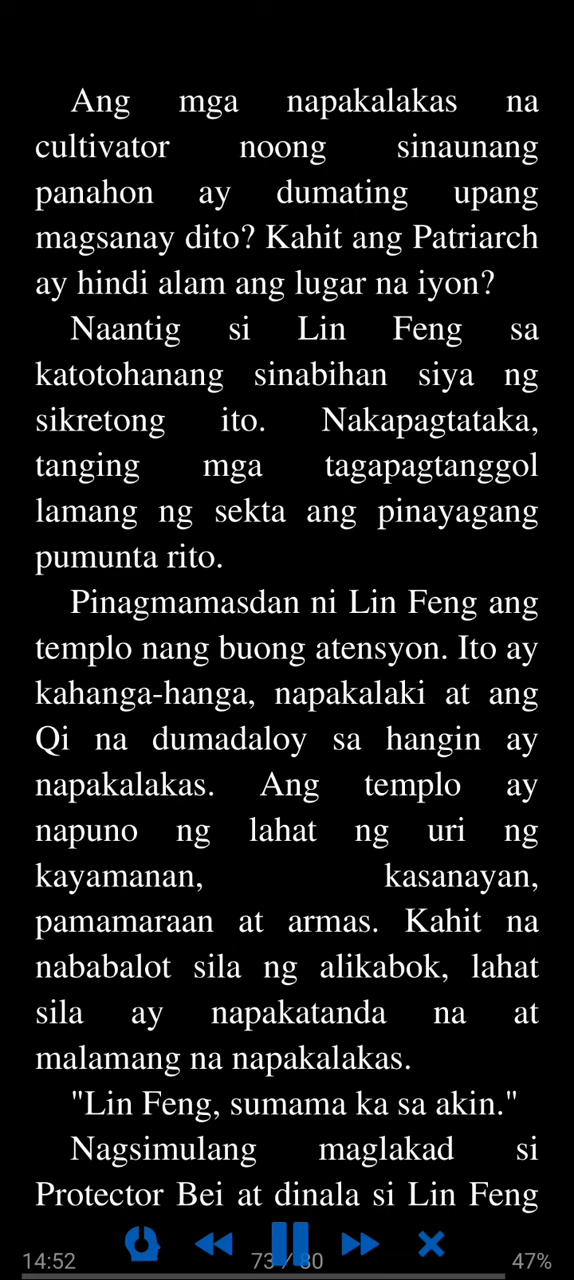 Ang mga napakalakas na
cultivator noong sinaunang
panahon ay dumating upang
magsanay dito? Kahit ang Patriarch
ay hindi alam ang lugar na iyon?
Naantig si Lin Feng sa
katotohanang sinabihan siya ng
sikretong ito. Nakapagtataka,
tanging mga tagapagtanggol
lamang ng sekta ang pinayagang
pumunta rito.
Pinagmamasdan ni Lin Feng ang
templo nang buong atensyon. Ito ay
kahanga-hanga, napakalaki at ang
Qi na dumadaloy sa hangin ay
napakalakas. Ang templo ay
napuno ng lahat ng uri ng
kayamanan, kasanayan,
pamamaraan at armas. Kahit na
nababalot sila ng alikabok, lahat
sila ay napakatanda na at
malamang na napakalakas.
"Lin Feng, sumama ka sa akin."
Nagsimulang maglakad si
Protector Bei at dinala si Lin Feng
14:52 73 / 80 47%